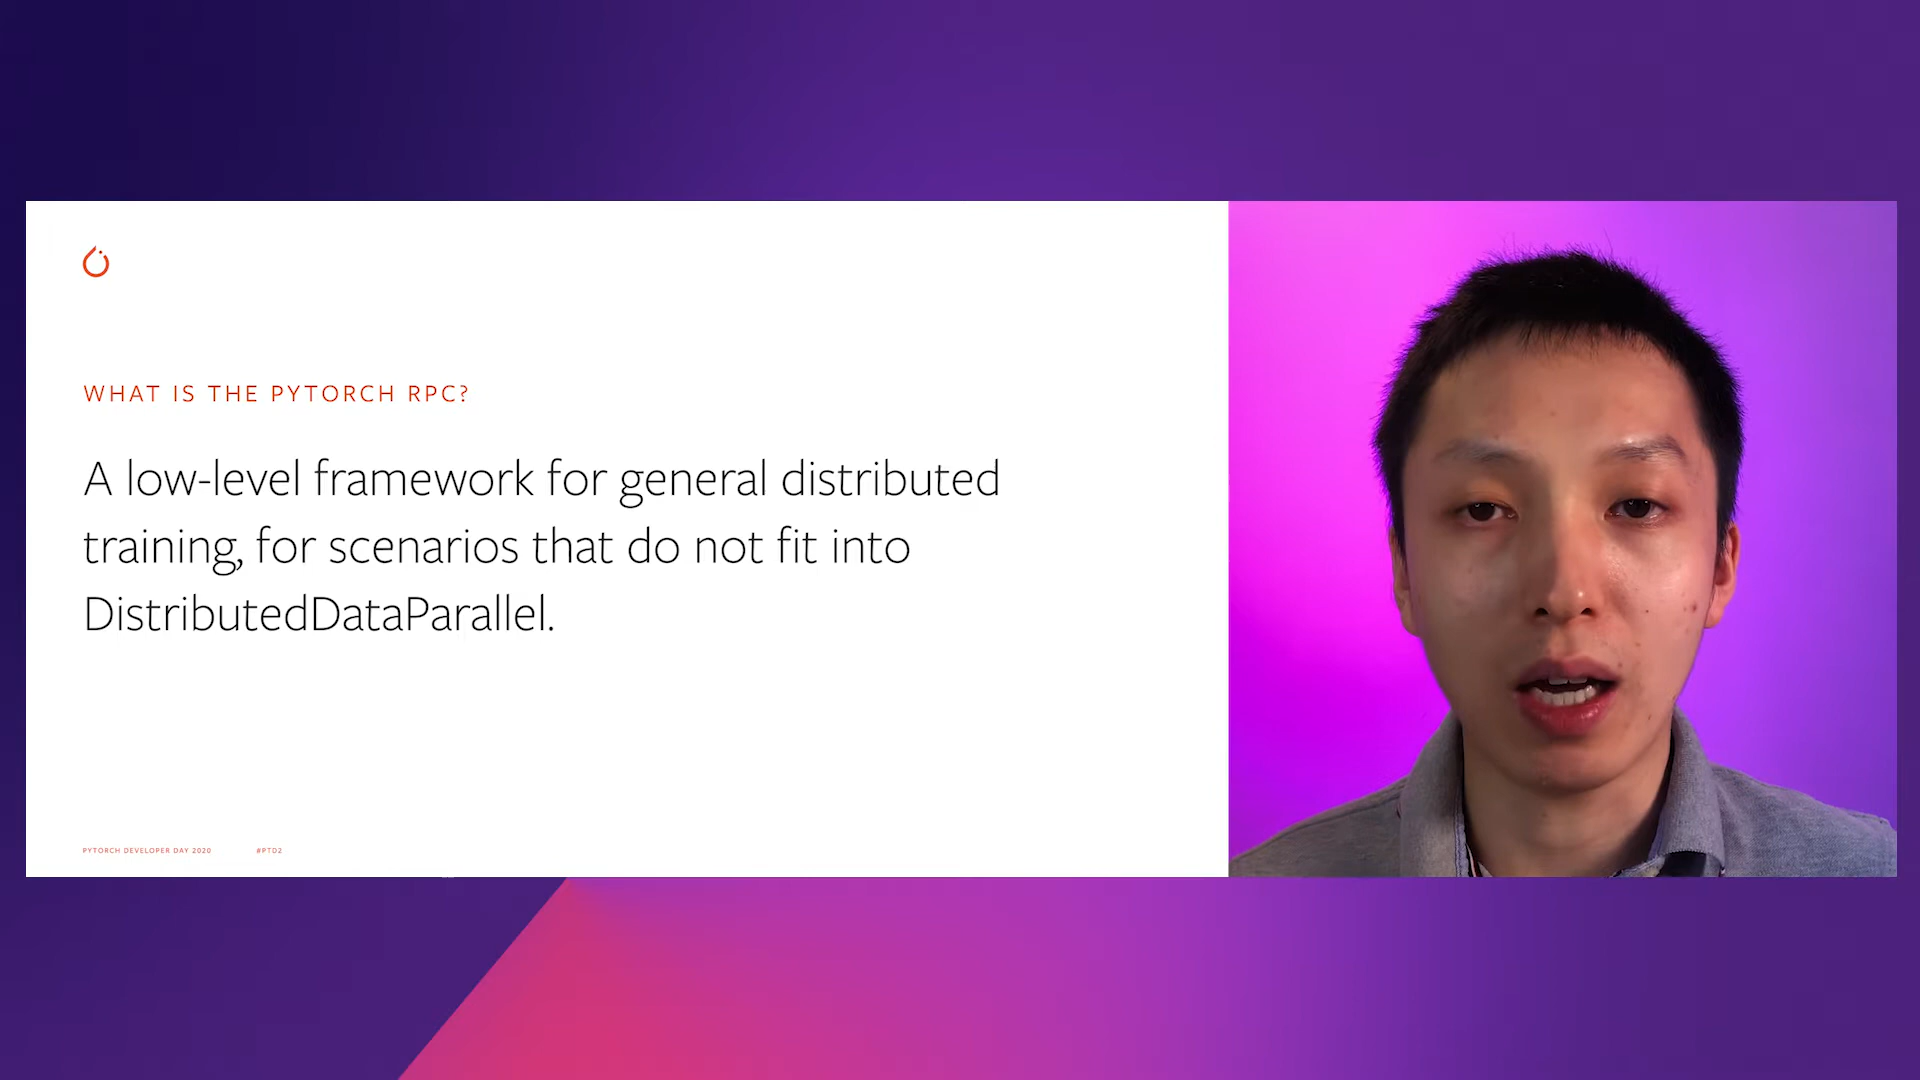 WHAT IS THE PYTORCH RPC?
A low-level framework for general distributed
training, for scenarios that do not fit into
DistributedDataParallel.
PYTORCH DEVELOPER DAY 2020 #PTD2